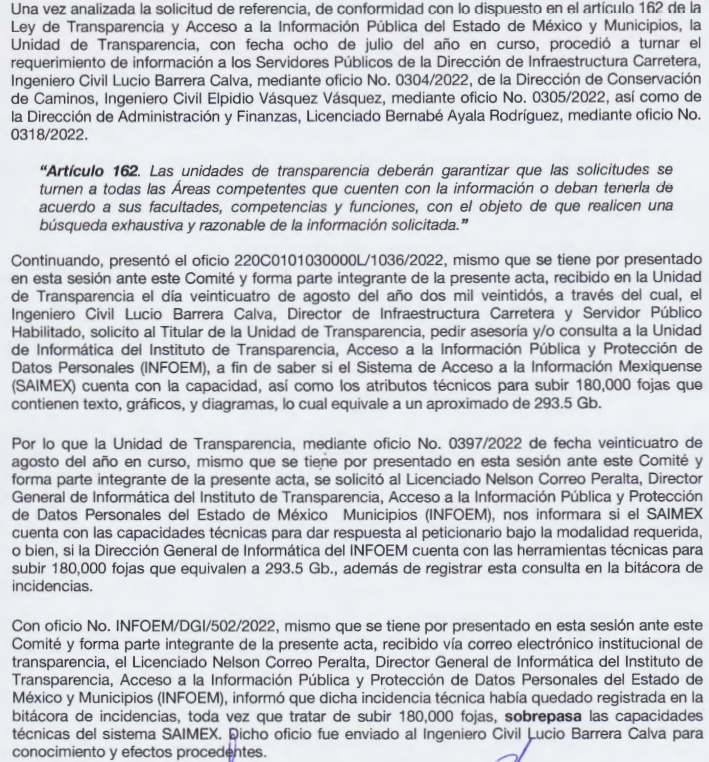 Una vez analizada la solicitud de referencia, de conformidad con lo dispuesto en el artículo 162 de la
Ley de Transparencia y Acceso a la Información Pública del Estado de México y Municipios, la
Unidad de Transparencia, con fecha ocho de julio del año en curso, procedió a turnar el
requerimiento de información a los Servidores Públicos de la Dirección de Infraestructura Carretera,
Ingeniero Civil Lucio Barrera Calva, mediante oficio No. 0304/2022, de la Dirección de Conservación
de Caminos, Ingeniero Civil Elpidio Vásquez Vásquez, mediante oficio No. 0305/2022, así como de
la Dirección de Administración y Finanzas, Licenciado Bernabé Ayala Rodríguez, mediante oficio No.
0318/2022.
"Artículo 162. Las unidades de transparencia deberán garantizar que las solicitudes se
turnen a todas las Áreas competentes que cuenten con la información o deban tenerla de
acuerdo a sus facultades, competencias y funciones, con el objeto de que realicen una
búsqueda exhaustiva y razonable de la información solicitada."
Continuando, presentó el oficio 220C0101030000L/1036/2022, mismo que se tiene por presentado
en esta sesión ante este Comité y forma parte integrante de la presente acta, recibido en la Unidad
de Transparencia el día veinticuatro de agosto del año dos mil veintidós, a través del cual, el
Ingeniero Civil Lucio Barrera Calva, Director de Infraestructura Carretera y Servidor Público
Habilitado, solicito al Titular de la Unidad de Transparencia, pedir asesoría y/o consulta a la Unidad
de Informática del Instituto de Transparencia, Acceso a la Información Pública y Protección de
Datos Personales (INFOEM), a fin de saber si el Sistema de Acceso a la Información Mexiquense
(SAIMEX) cuenta con la capacidad, así como los atributos técnicos para subir 180,000 fojas que
contienen texto, gráficos, y diagramas, lo cual equivale a un aproximado de 293.5 Gb.
Por lo que la Unidad de Transparencia, mediante oficio No. 0397/2022 de fecha veinticuatro de
agosto del año en curso, mismo que se tiene por presentado en esta sesión ante este Comité y
forma parte integrante de la presente acta, se solicitó al Licenciado Nelson Correo Peralta, Director
General de Informática del Instituto de Transparencia, Acceso a la Información Pública y Protección
de Datos Personales del Estado de México Municipios (INFOEM), nos informara si el SAIMEX
cuenta con las capacidades técnicas para dar respuesta al peticionario bajo la modalidad requerida,
o bien, si la Dirección General de Informática del INFOEM cuenta con las herramientas técnicas para
subir 180,000 fojas que equivalen a 293.5 Gb., además de registrar esta consulta en la bitácora de
incidencias.
Con oficio No. INFOEM/DGI/502/2022, mismo que se tiene por presentado en esta sesión ante este
Comité y forma parte integrante de la presente acta, recibido vía correo electrónico institucional de
transparencia, el Licenciado Nelson Correo Peralta, Director General de Informática del Instituto de
Transparencia, Acceso a la Información Pública y Protección de Datos Personales del Estado de
México y Municipios (INFOEM), informó que dicha incidencia técnica había quedado registrada en la
bitácora de incidencias, toda vez que tratar de subir 180,000 fojas, sobrepasa las capacidades
técnicas del sistema SAIMEX. Dicho oficio fue enviado al Ingeniero Civil Lucio Barrera Calva para
conocimiento y efectos procedentes.